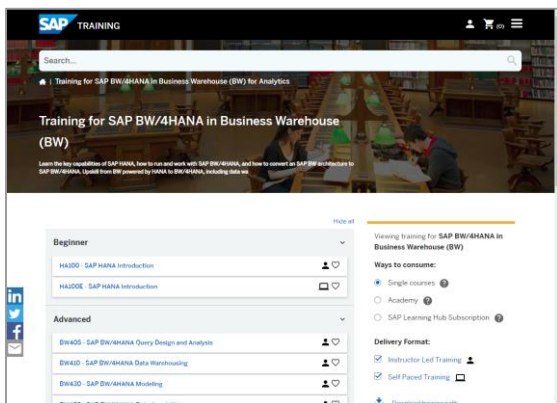 SAP TRAINING
(0)
Search...
| Training for SAP BW/4HANA in Business Warehouse (BW) for Analytics
Training for SAP BW/4HANA in Business Warehouse
(BW)
Learn the key capabilities of SAP HANA, how to run and work with SAP BW/4HANA, and how to convert an SAP BW architecture to
SAP BW/4HANA. Upskill from BW powered by HANA to BW/4HANA, including data wa
Hide all
Beginner
HA100 - SAP HANA Introduction
HA100E - SAP HANA Introduction
Advanced
BW405 - SAP BW/4HANA Query Design and Analysis
BW410 - SAP BW/4HANA Data Warehousing
BW430 - SAP BW/4HANA Modeling
Viewing training for SAP BW/4HANA in
Business Warehouse (BW)
Ways to consume:
Single courses ?
Academy ?
SAP Learning Hub Subscription ?
Delivery Format:
Instructor Led Training
Self Paced Training
in
f